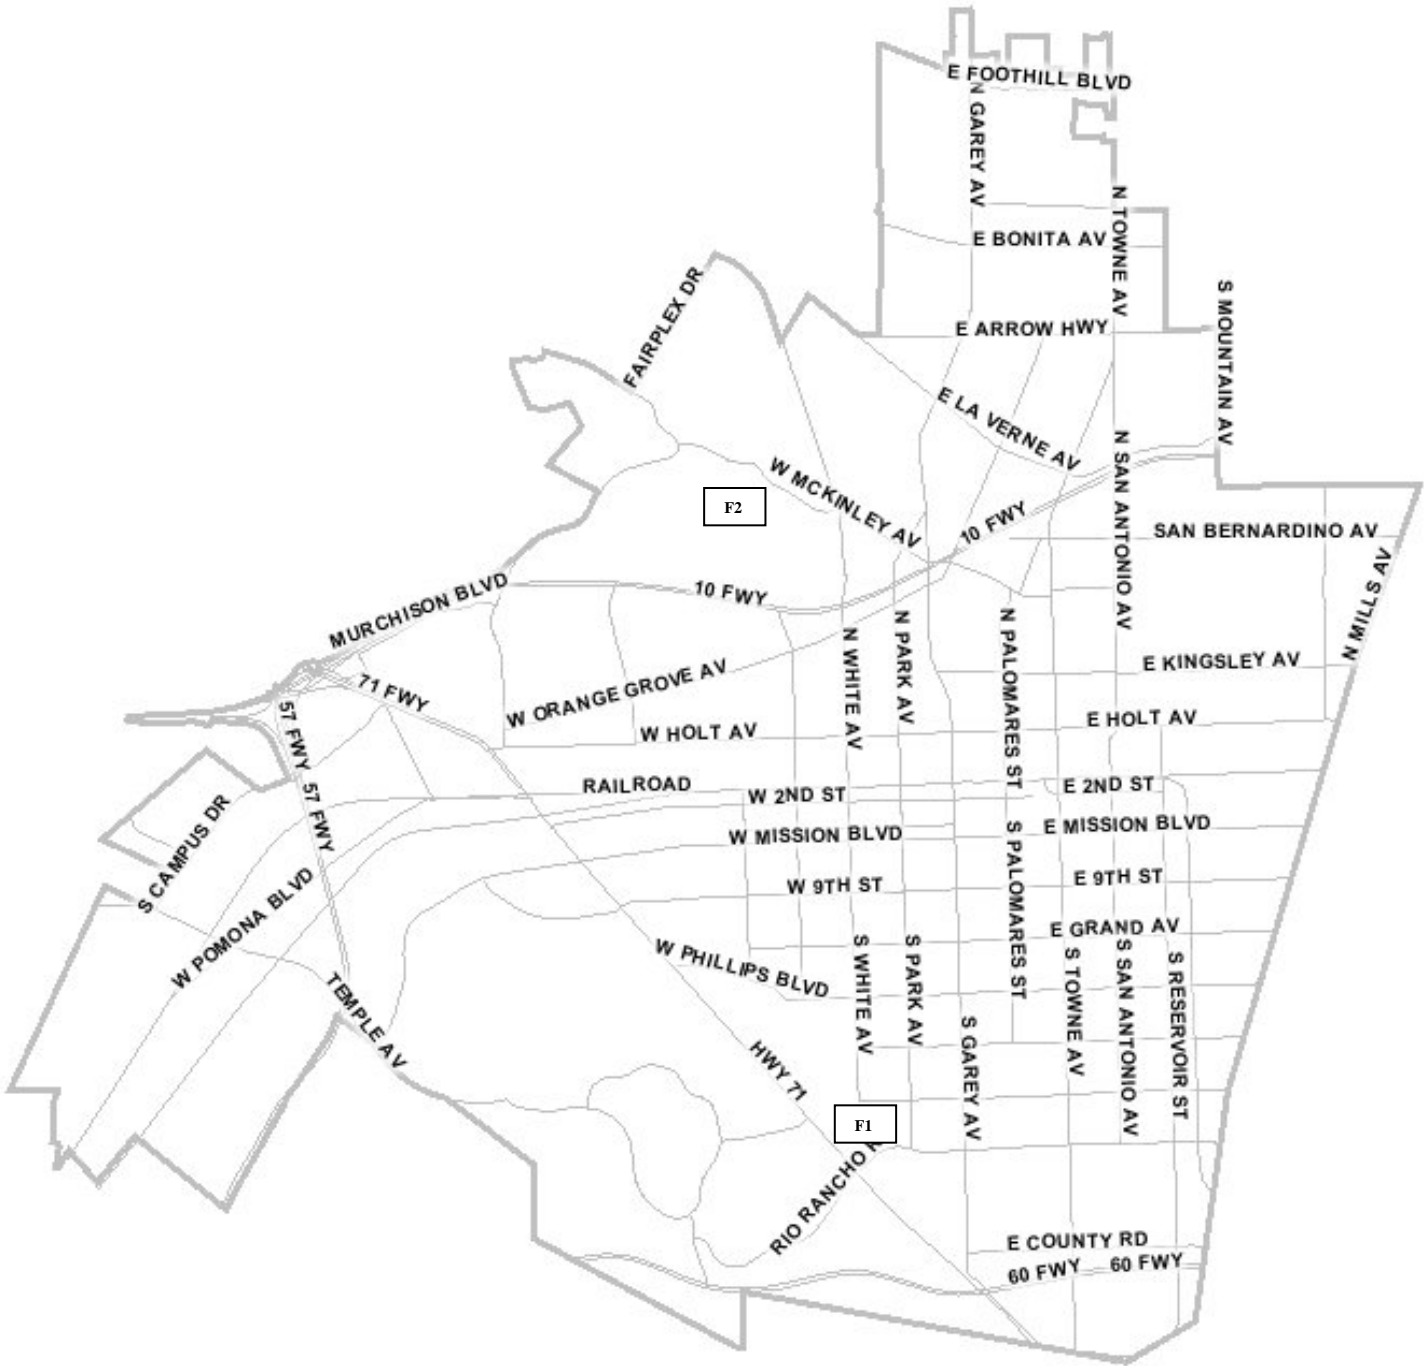 E FOOTHILL BLVD
N GAREY AV
N TOWNE AV
E BONITA AV
S MOUNTAIN AV
FAIRPLEX DR
E ARROW HWY
E LA VERNE AV
N SAN ANTONIO AV
W MCKINLEY AV
F2
10 FWY
SAN BERNARDINO AV
N MILLS AV
MURCHISON BLVD
10 FWY
N WHITE AV
N PARK AV
N PALOMARES ST
E KINGSLEY AV
71 FWY
W ORANGE GROVE AV
57 FWY
W HOLT AV
E HOLT AV
RAILROAD
57 FWY
W 2ND ST
E 2ND ST
S CAMPUS DR
W MISSION BLVD
S PALOMARES ST
E MISSION BLVD
W POMONA BLVD
W 9TH ST
E 9TH ST
E GRAND AV
W PHILLIPS BLVD
S WHITE AV
S PARK AV
S TOWNE AV
S SAN ANTONIO AV
S RESERVOIR ST
TEMPLE AV
S GAREY AV
HWY 71
F1
RIO RANCHO R
E COUNTY RD
60 FWY
60 FWY